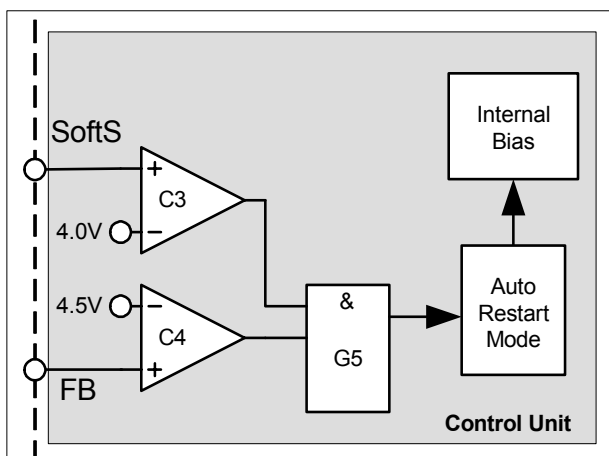 SoftS
Internal
Bias
+
C3
4.0V
−
4.5V
−
C4
+
FB
&
G5
Auto
Restart
Mode
Control Unit